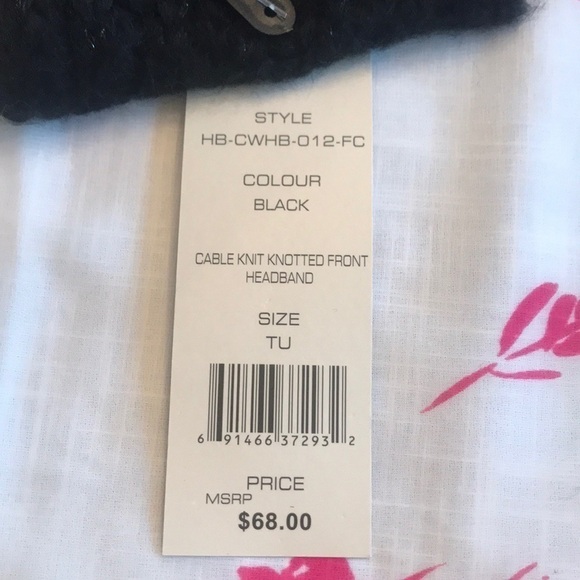 STYLE
HB-CWHB-012-FC
COLOUR
BLACK
CABLE KNIT KNOTTED FRONT
HEADBAND
SIZE
TU
6 91466 37293 2
PRICE
MSRP
$68.00